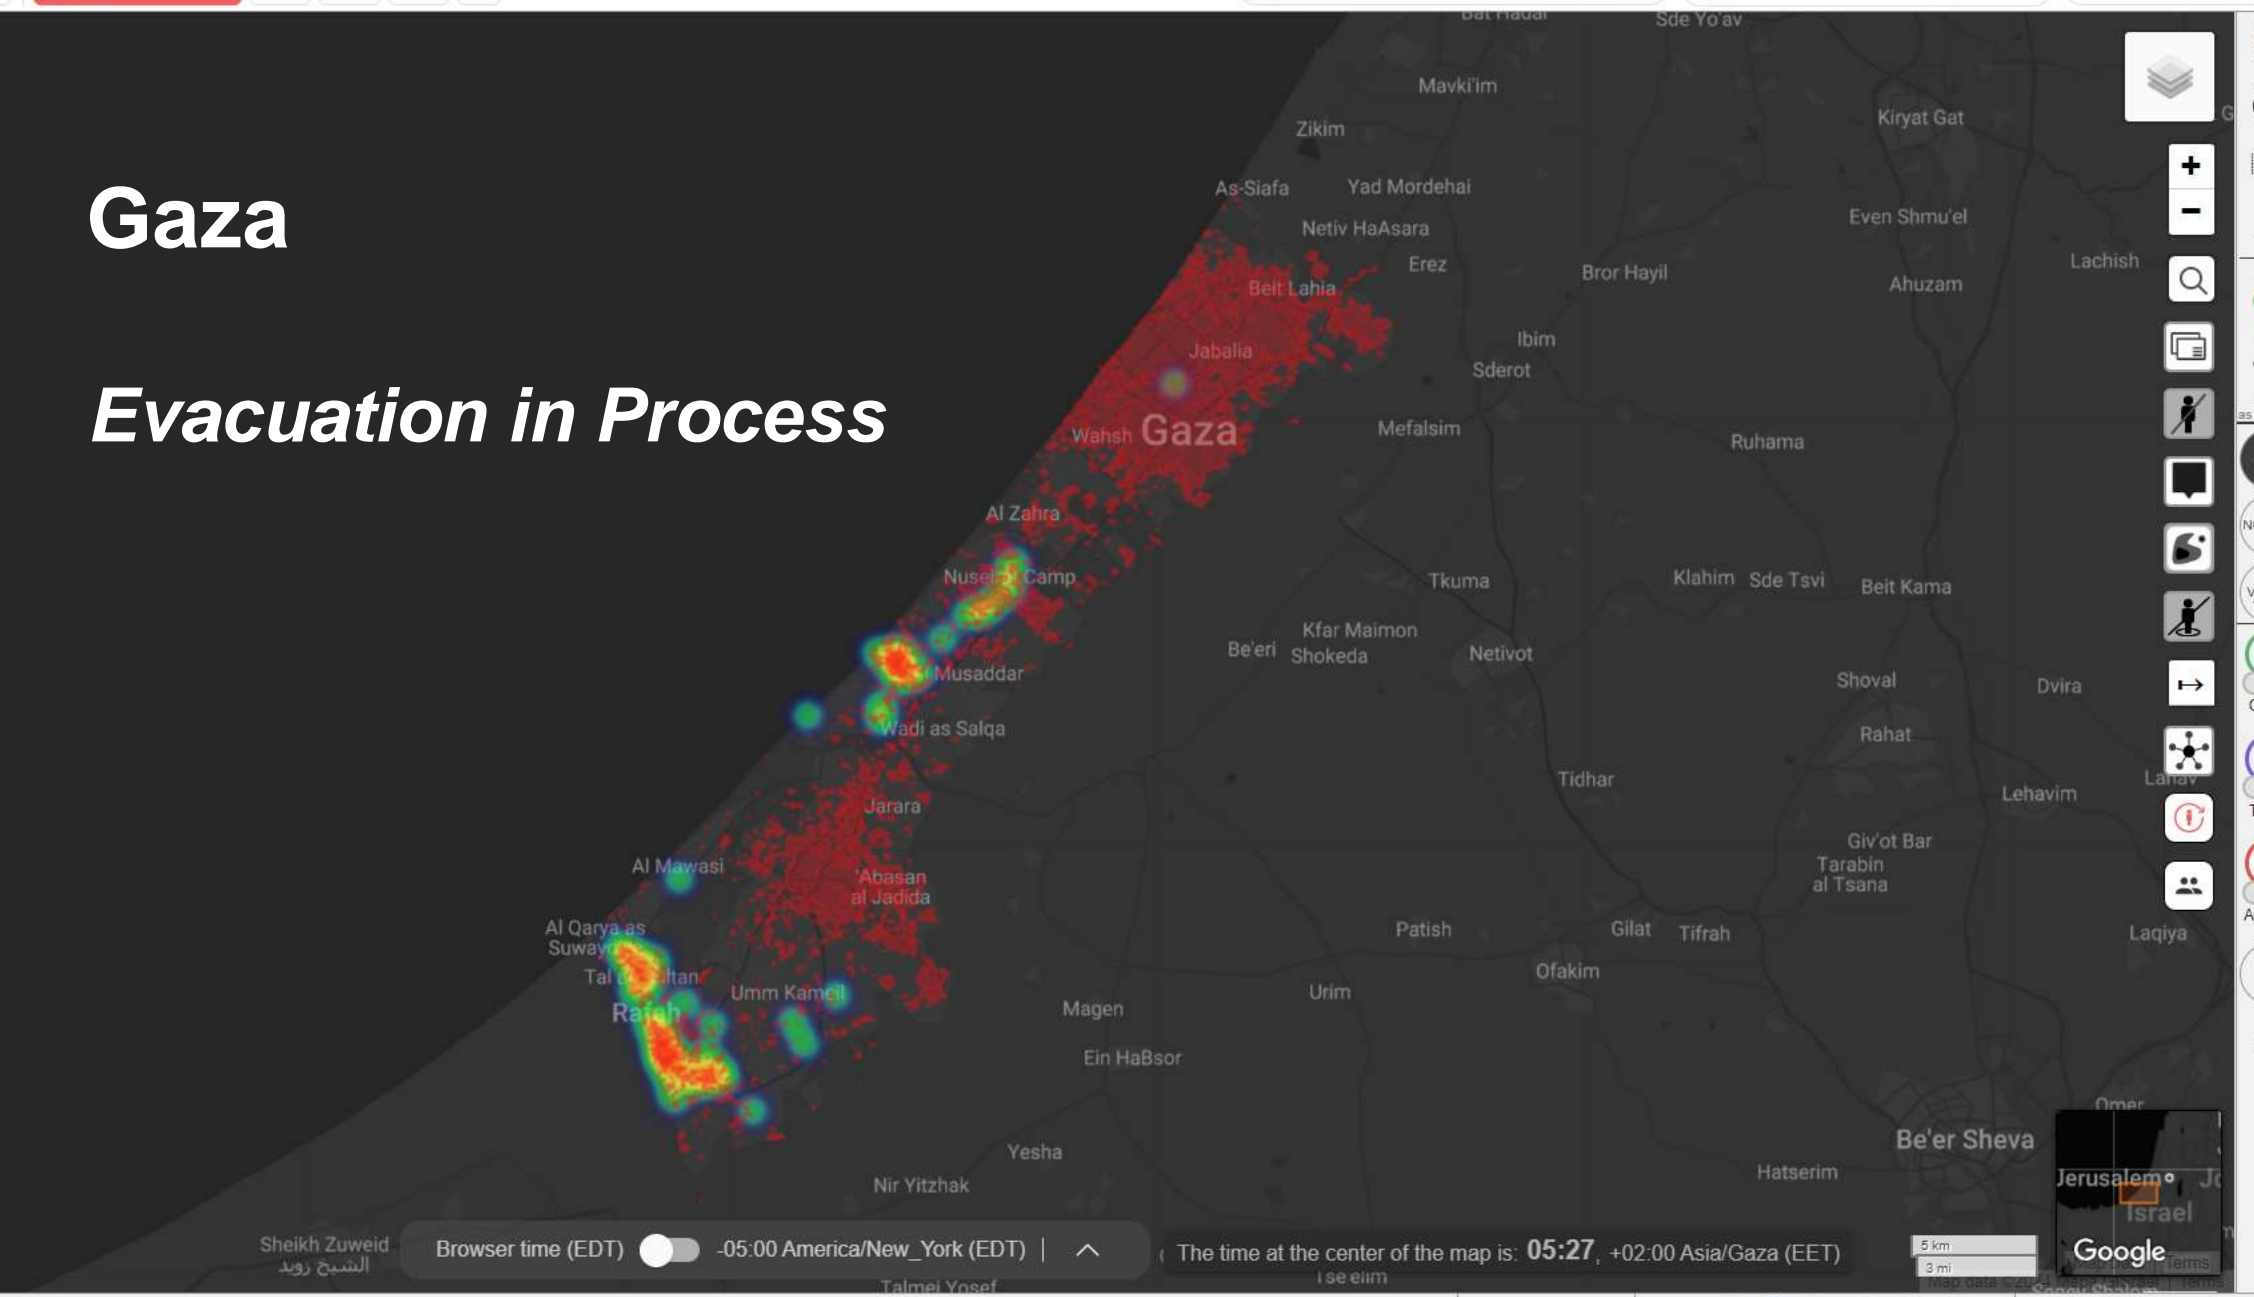 Bat Hadar
Sde Yo'av
Mavki'im
Kiryat Gat
Zikim
As-Siafa
Yad Mordehai
Gaza
Even Shmu'el
Netiv HaAsara
Erez
Bror Hayil
Lachish
Beit Lahia
Ahuzam
Ibim
Jabalia
Sderot
Evacuation in Process
Wahsh
Gaza
Mefalsim
Ruhama
Al Zahra
Camp
Tkuma
Klahim
Sde Tsvi
Beit Kama
Kfar Maimon
Be'eri
Shokeda
Netivot
Musaddar
Shoval
Dvira
Wadi as Salqa
Rahat
Tidhar
Lahav
Lehavim
Jarara
Giv'ot Bar
Al Mawasi
Tarabin
al Tsana
'Abasan
al Jadida
Al Qarya as
Patish
Gilat
Tifrah
Laqiya
Ofakim
Umm Kameil
Urim
Rafah
Magen
Ein HaBsor
Omer
Be'er Sheva
Yesha
Hatserim
Nir Yitzhak
Jerusalem
Israel
Sheikh Zuweid
الشيخ زويد
Browser time (EDT)
-05:00 America/New_York (EDT)
The time at the center of the map is: 05:27, +02:00 Asia/Gaza (EET)
5 km
3 mi
Google
Terms
Talmei Yosef
Tse'elim